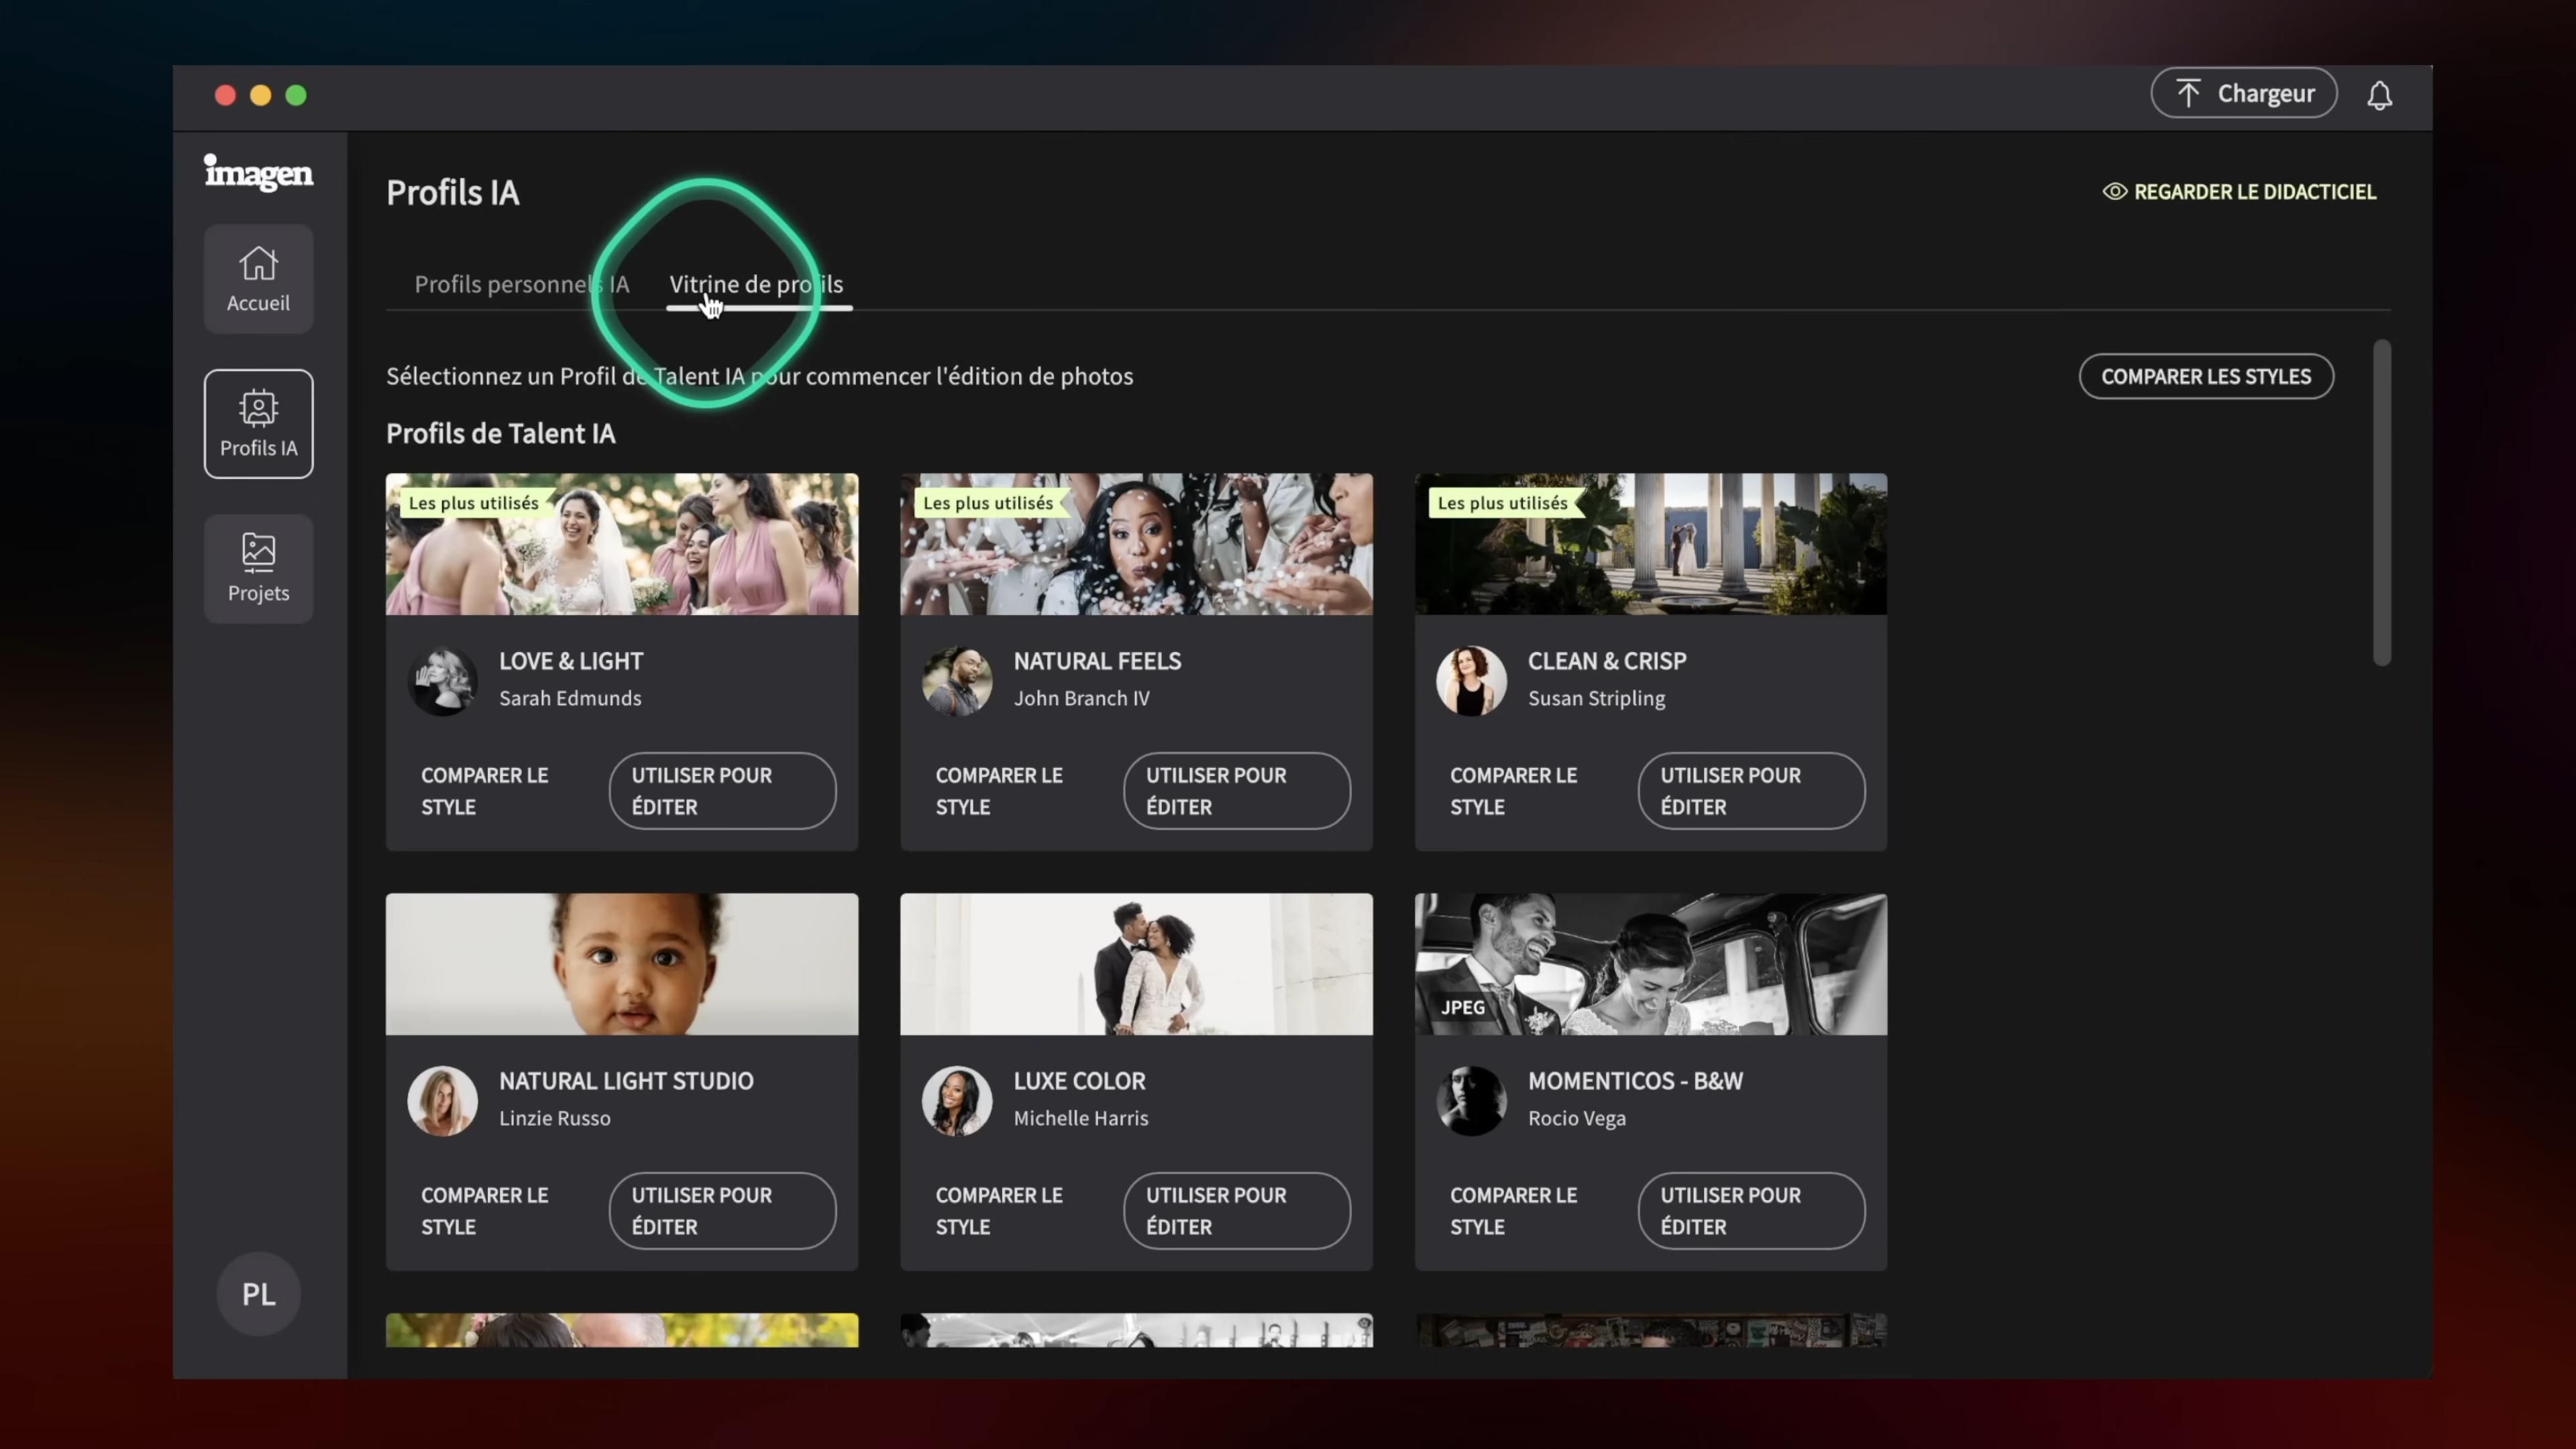 Chargeur
imagen
Profils IA
REGARDER LE DIDACTICIEL
Accueil
Profils IA
Projets
PL
Profils personnels IA
Vitrine de profils
Sélectionnez un Profil de Talent IA pour commencer l'édition de photos
COMPARER LES STYLES
Profils de Talent IA
Les plus utilisés
LOVE & LIGHT
Sarah Edmunds
COMPARER LE
STYLE
UTILISER POUR
ÉDITER
Les plus utilisés
NATURAL FEELS
John Branch IV
COMPARER LE
STYLE
UTILISER POUR
ÉDITER
Les plus utilisés
CLEAN & CRISP
Susan Stripling
COMPARER LE
STYLE
UTILISER POUR
ÉDITER
NATURAL LIGHT STUDIO
Linzie Russo
COMPARER LE
STYLE
UTILISER POUR
ÉDITER
LUXE COLOR
Michelle Harris
COMPARER LE
STYLE
UTILISER POUR
ÉDITER
JPEG
MOMENTICOS - B&W
Rocio Vega
COMPARER LE
STYLE
UTILISER POUR
ÉDITER